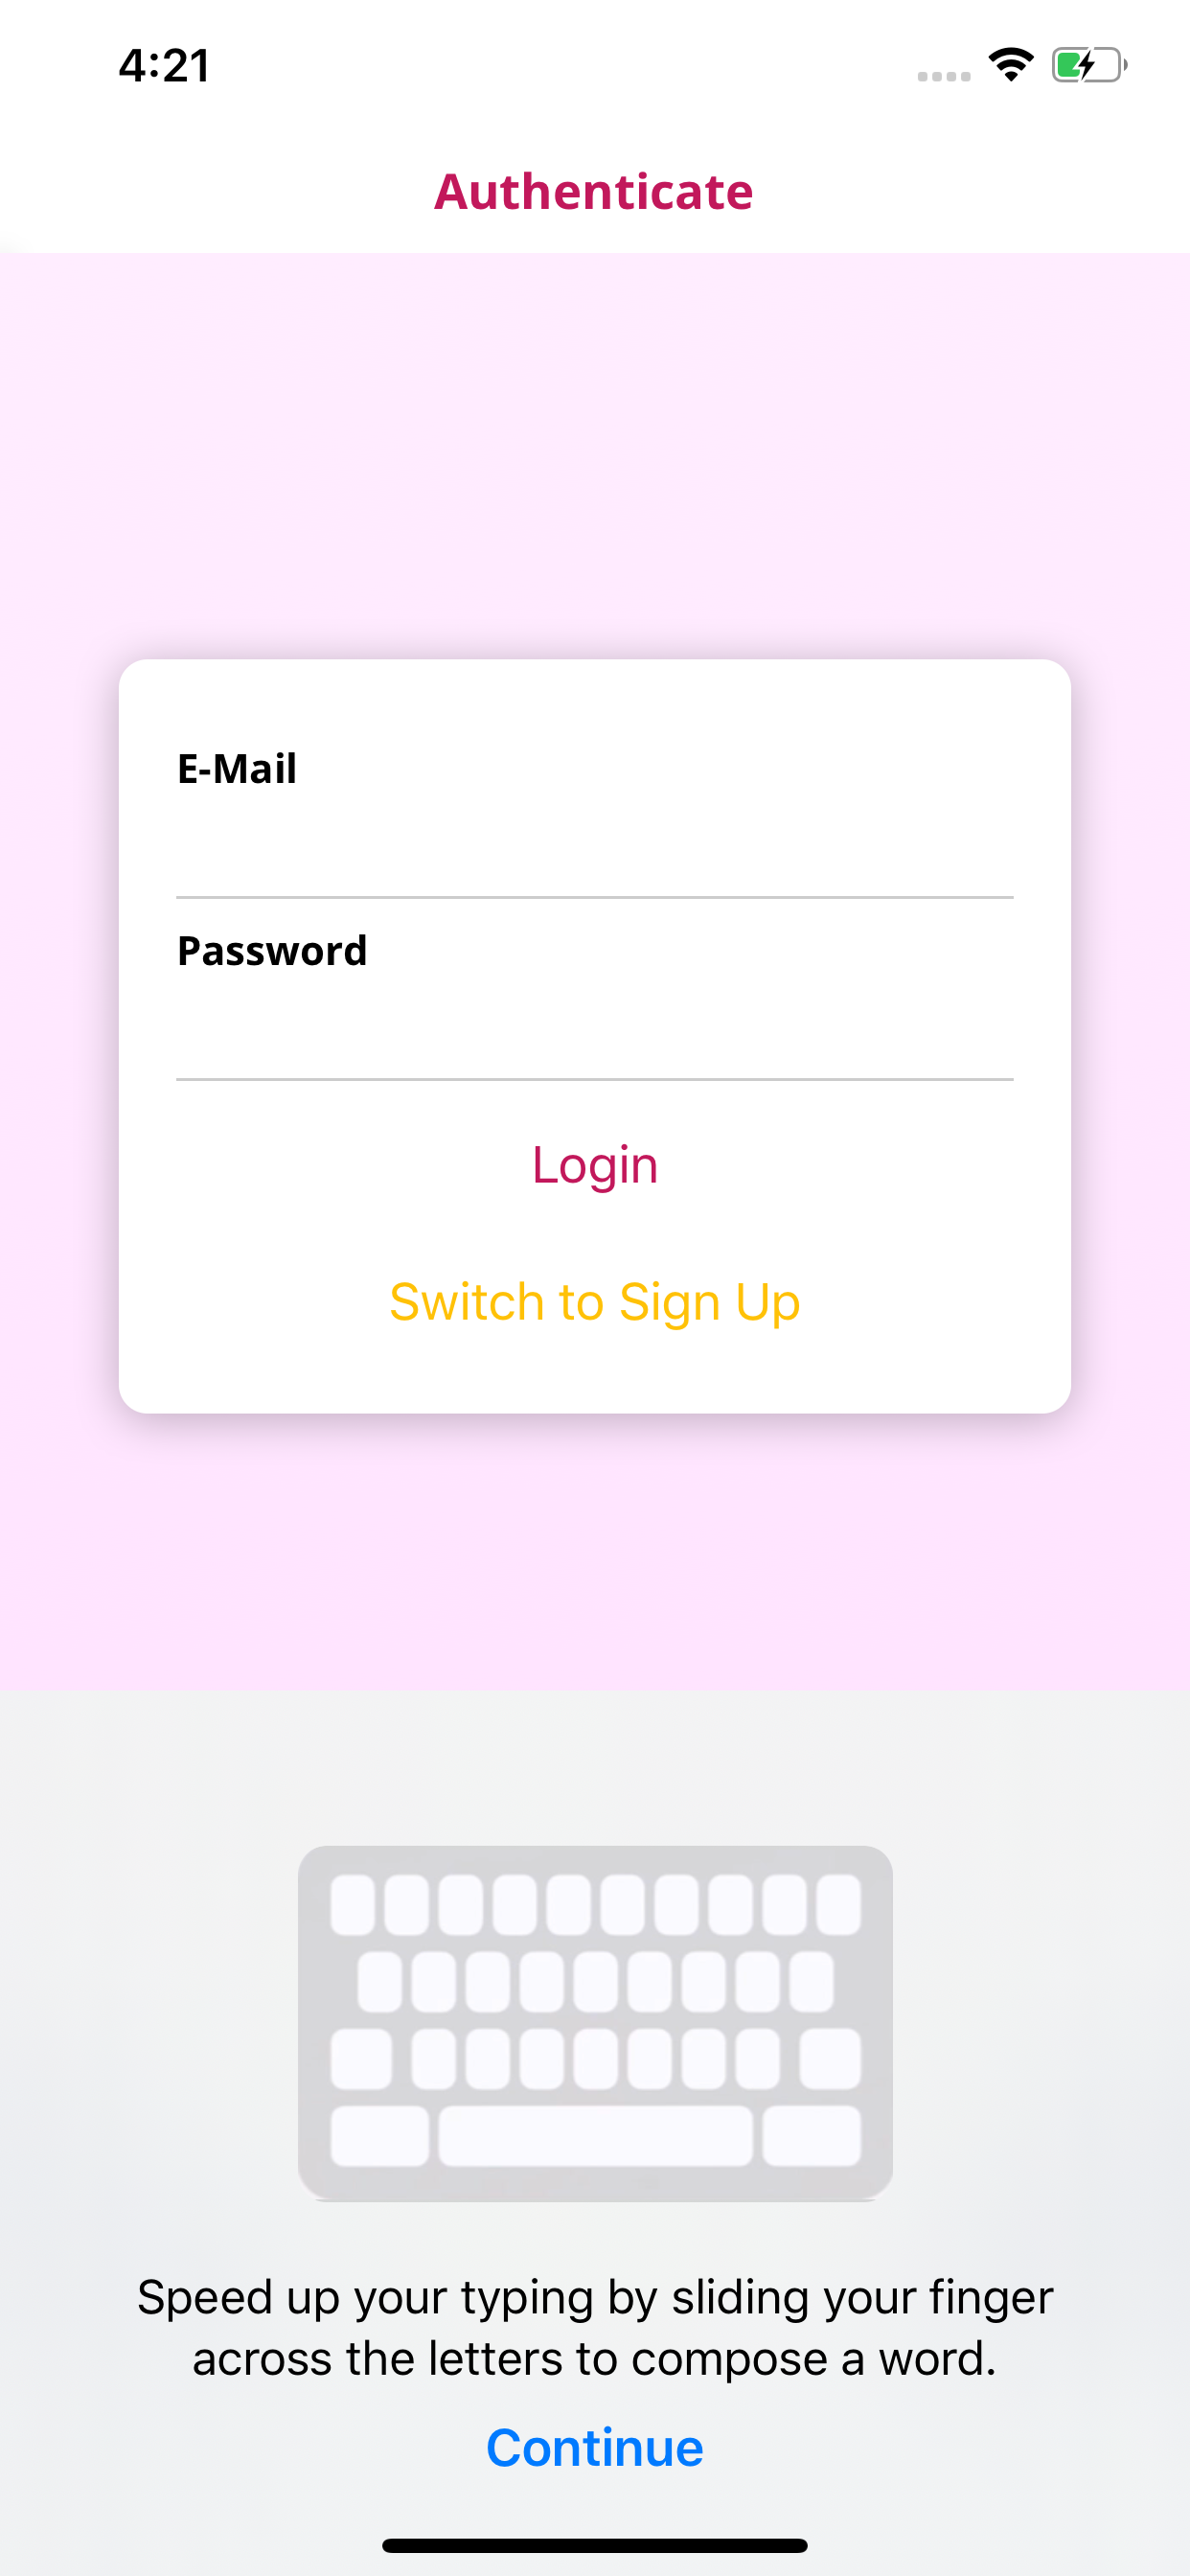 4:21
Authenticate
E-Mail
Password
Login
Switch to Sign Up
Speed up your typing by sliding your finger
across the letters to compose a word.
Continue